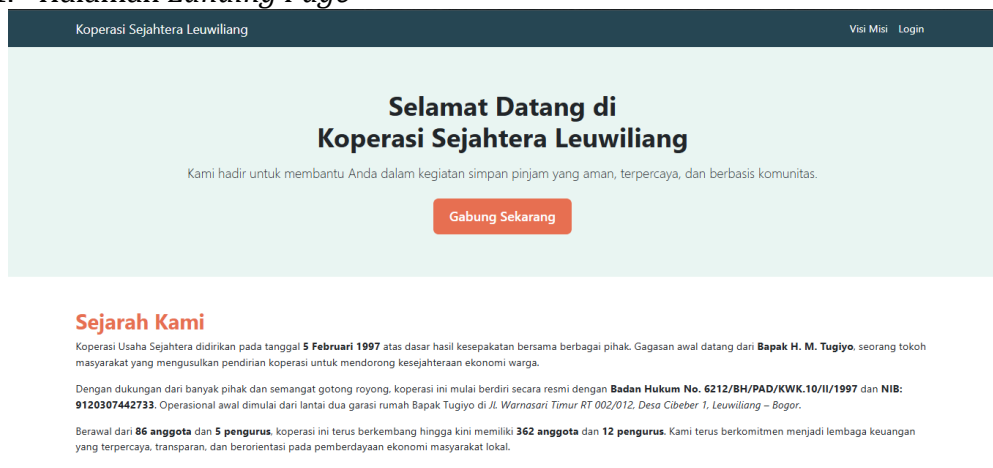 Halaman Landing Page
Koperasi Sejahtera Leuwiliang
Visi Misi Login
Selamat Datang di
Koperasi Sejahtera Leuwiliang
Kami hadir untuk membantu Anda dalam kegiatan simpan pinjam yang aman, terpercaya, dan berbasis komunitas.
Gabung Sekarang
Sejarah Kami
Koperasi Usaha Sejahtera didirikan pada tanggal 5 Februari 1997 atas dasar hasil kesepakatan bersama berbagai pihak. Gagasan awal datang dari Bapak H. M. Tugiyo, seorang tokoh
masyarakat yang mengusulkan pendirian koperasi untuk mendorong kesejahteraan ekonomi warga.
Dengan dukungan dari banyak pihak dan semangat gotong royong, koperasi ini mulai berdiri secara resmi dengan Badan Hukum No. 6212/BH/PAD/KWK.10/II/1997 dan NIB:
9120307442733. Operasional awal dimulai dari lantai dua garasi rumah Bapak Tugiyo di Jl. Warnasari Timur RT 002/012, Desa Cibeber 1, Leuwiliang – Bogor.
Berawal dari 86 anggota dan 5 pengurus, koperasi ini terus berkembang hingga kini memiliki 362 anggota dan 12 pengurus. Kami terus berkomitmen menjadi lembaga keuangan
yang terpercaya, transparan, dan berorientasi pada pemberdayaan ekonomi masyarakat lokal.